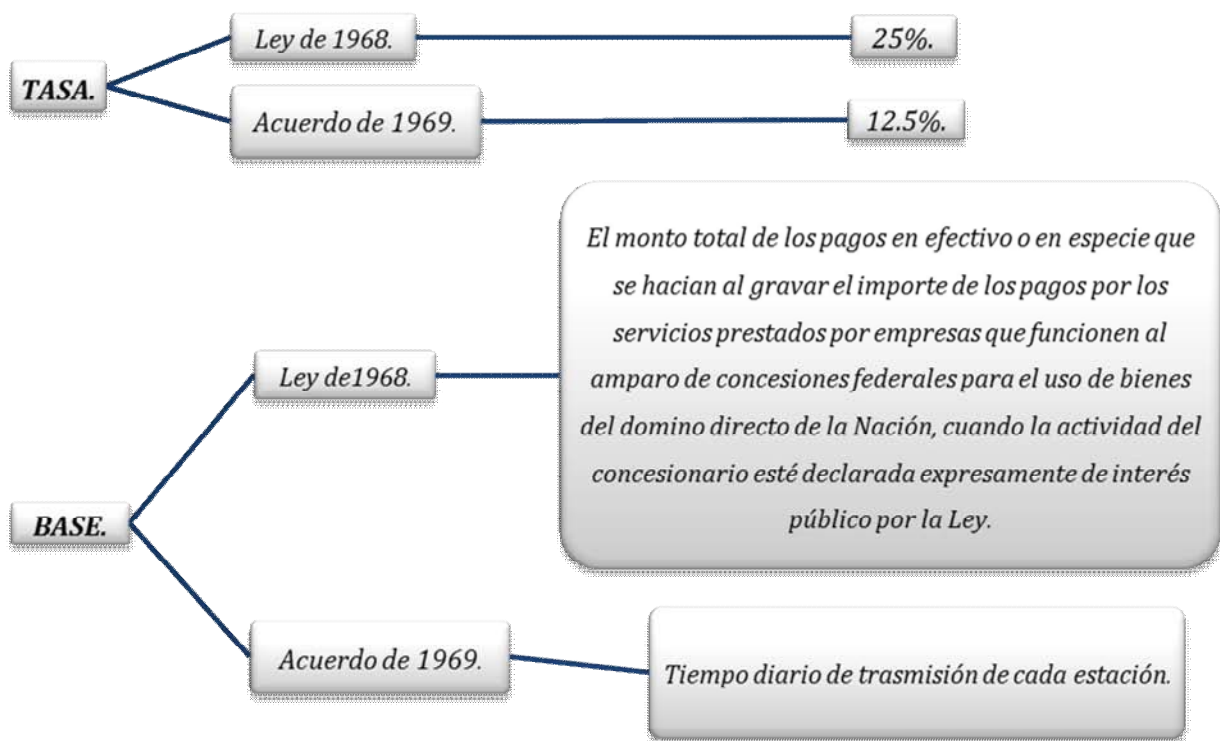 TASA.
Ley de 1968.
25%.
Acuerdo de 1969.
12.5%.
BASE.
Ley de1968.
El monto total de los pagos en efectivo o en especie que
se hacian al gravar el importe de los pagos por los
servicios prestados por empresas que funcionen al
amparo de concesiones federales para el uso de bienes
del domino directo de la Nación, cuando la actividad del
concesionario esté declarada expresamente de interés
público por la Ley.
Acuerdo de 1969.
Tiempo diario de trasmisión de cada estación.